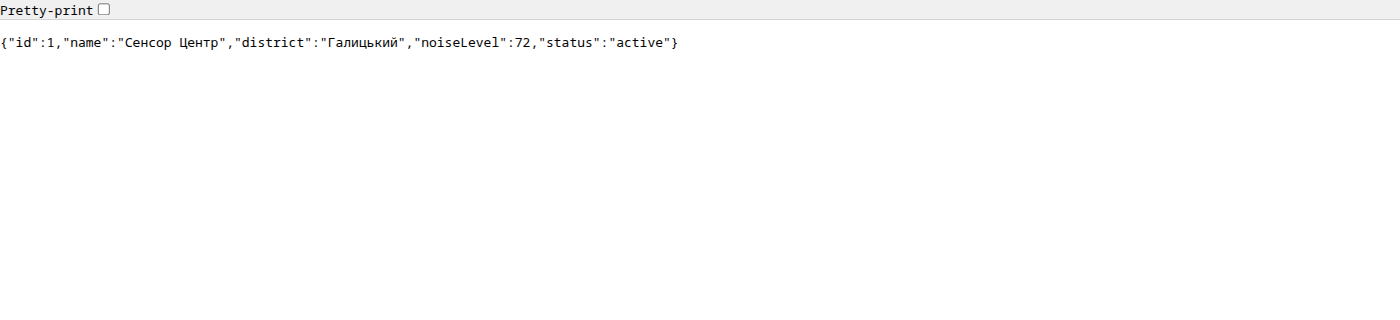 Pretty-print
{"id":1,"name":"Сенсор Центр","district":"Галицький","noiseLevel":72,"status":"active"}